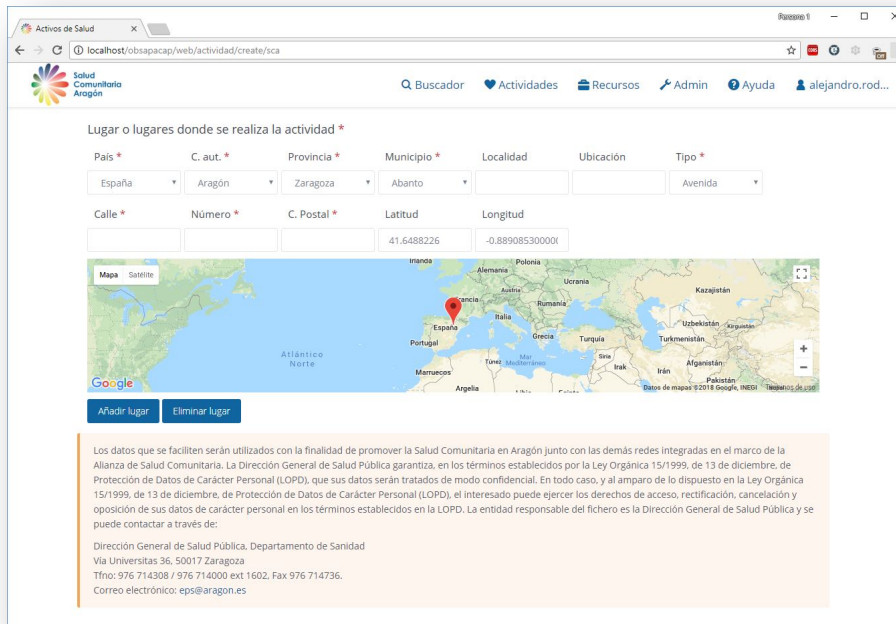 Persona 1
Activos de Salud
localhost/obsapacap/web/actividad/create/sca
Salud
Comunitaria
Aragón
Buscador
Actividades
Recursos
Admin
Ayuda
alejandro.rod...
Lugar o lugares donde se realiza la actividad *
País * C. aut. * Provincia * Municipio * Localidad Ubicación Tipo *
España Aragón Zaragoza Abanto Avenida
Calle * Número * C. Postal * Latitud Longitud
41.6488226 -0.88908530000
Mapa Satélite
Irlanda
Polonia
Alemania
Ucrania
Austria
Kazajistán
Francia
Rumanía
Italia
Uzbekistán
Kirguistán
España
Portugal
Grecia
Turquía
Turkmenistán
Atlántico
Norte
Túnez
Mar
Mediterráneo
Siria
Irak
Irán
Afganistán
Marruecos
Pakistán
Argelia
Libia
Google
Datos de mapas ©2018 Google, INEGI Términos de uso
Añadir lugar Eliminar lugar
Los datos que se faciliten serán utilizados con la finalidad de promover la Salud Comunitaria en Aragón junto con las demás redes integradas en el marco de la
Alianza de Salud Comunitaria. La Dirección General de Salud Pública garantiza, en los términos establecidos por la Ley Orgánica 15/1999, de 13 de diciembre, de
Protección de Datos de Carácter Personal (LOPD), que sus datos serán tratados de modo confidencial. En todo caso, y al amparo de lo dispuesto en la Ley Orgánica
15/1999, de 13 de diciembre, de Protección de Datos de Carácter Personal (LOPD), el interesado puede ejercer los derechos de acceso, rectificación, cancelación y
oposición de sus datos de carácter personal en los términos establecidos en la LOPD. La entidad responsable del fichero es la Dirección General de Salud Pública y se
puede contactar a través de:
Dirección General de Salud Pública, Departamento de Sanidad
Vía Universitas 36, 50017 Zaragoza
Tfno: 976 714308 / 976 714000 ext 1602, Fax 976 714736.
Correo electrónico: eps@aragon.es